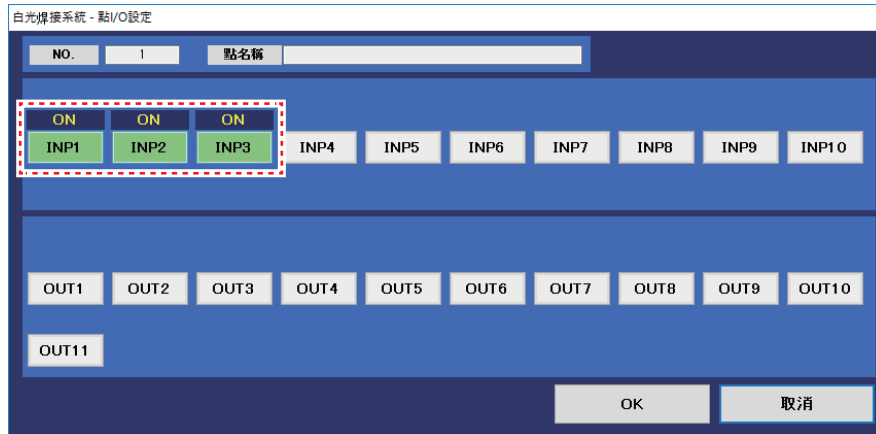 白光焊接系統 - 點I/O設定
NO. 1 點名稱
ON ON ON
INP1 INP2 INP3 INP4 INP5 INP6 INP7 INP8 INP9 INP10
OUT1 OUT2 OUT3 OUT4 OUT5 OUT6 OUT7 OUT8 OUT9 OUT10
OUT11
OK 取消